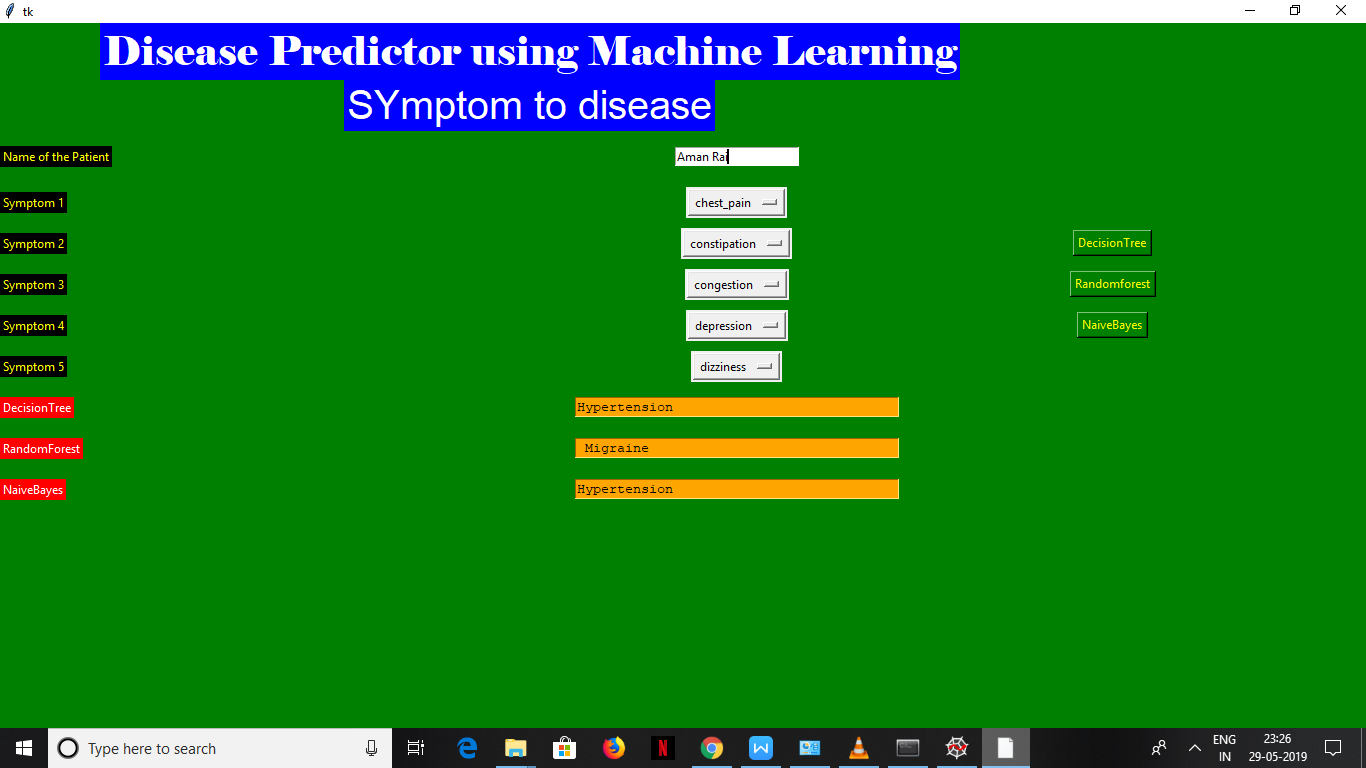 tk
Disease Predictor using Machine Learning
SYmptom to disease
Name of the Patient Aman Rai
Symptom 1 chest_pain
Symptom 2 constipation DecisionTree
Symptom 3 congestion Randomforest
Symptom 4 depression NaiveBayes
Symptom 5 dizziness
DecisionTree Hypertension
RandomForest Migraine
NaiveBayes Hypertension
Type here to search
ENG 23:26
IN 29-05-2019